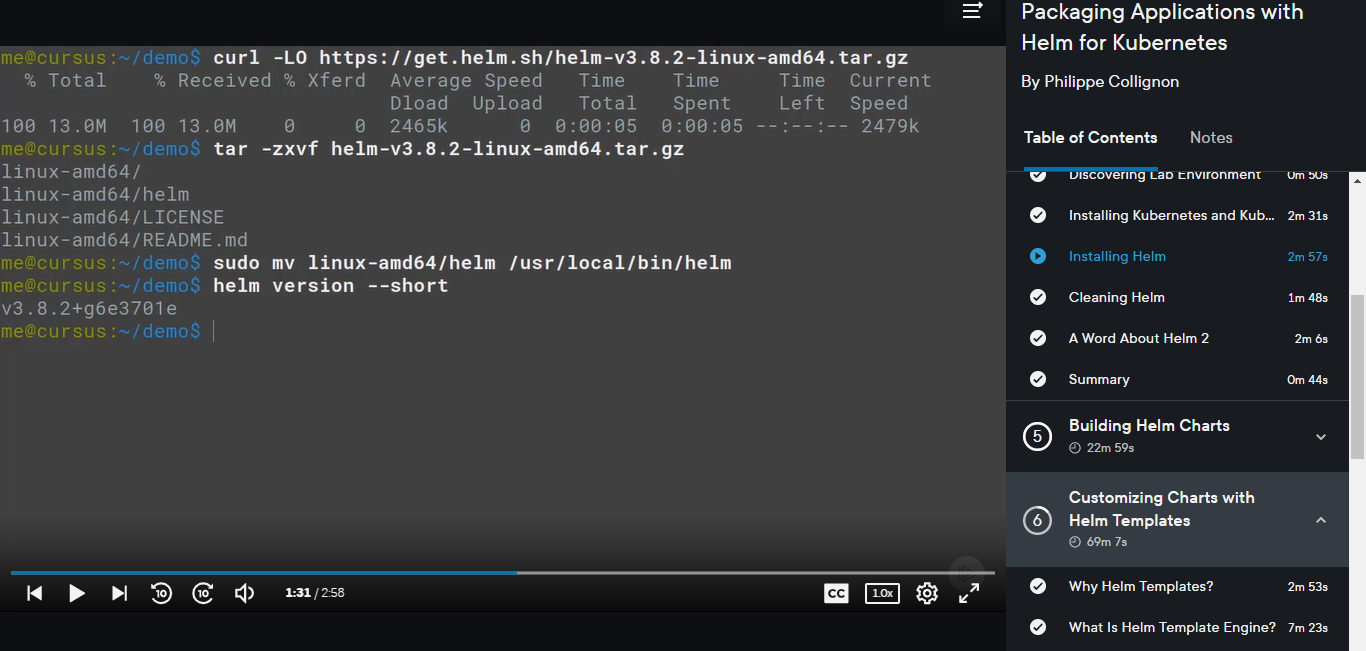 me@cursus:~/demo$ curl -LO https://get.helm.sh/helm-v3.8.2-linux-amd64.tar.gz
% Total % Received % Xferd Average Speed Time Time Time Current
Dload Upload Total Spent Left Speed
100 13.0M 100 13.0M 0 0 2465k 0 0:00:05 0:00:05 --:--:-- 2479k
me@cursus:~/demo$ tar -zxvf helm-v3.8.2-linux-amd64.tar.gz
linux-amd64/
linux-amd64/helm
linux-amd64/LICENSE
linux-amd64/README.md
me@cursus:~/demo$ sudo mv linux-amd64/helm /usr/local/bin/helm
me@cursus:~/demo$ helm version --short
v3.8.2+g6e3701e
me@cursus:~/demo$
10 10 1:31 / 2:58 CC 1.0x
Packaging Applications with
Helm for Kubernetes
By Philippe Collignon
Table of Contents Notes
Discovering Lab Environment 0m 50s
Installing Kubernetes and Kub... 2m 31s
Installing Helm 2m 57s
Cleaning Helm 1m 48s
A Word About Helm 2 2m 6s
Summary 0m 44s
5 Building Helm Charts
22m 59s
Customizing Charts with
6 Helm Templates
69m 7s
Why Helm Templates? 2m 53s
What Is Helm Template Engine? 7m 23s